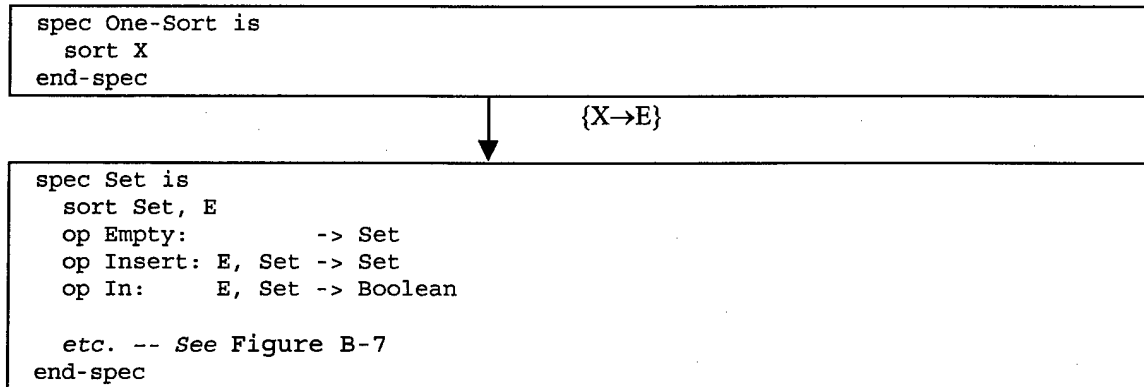 spec One-Sort is
  sort X
end-spec
{X→E}
spec Set is
  sort Set, E
  op Empty:         -> Set
  op Insert: E, Set -> Set
  op In:     E, Set -> Boolean
  etc. -- See Figure B-7
end-spec